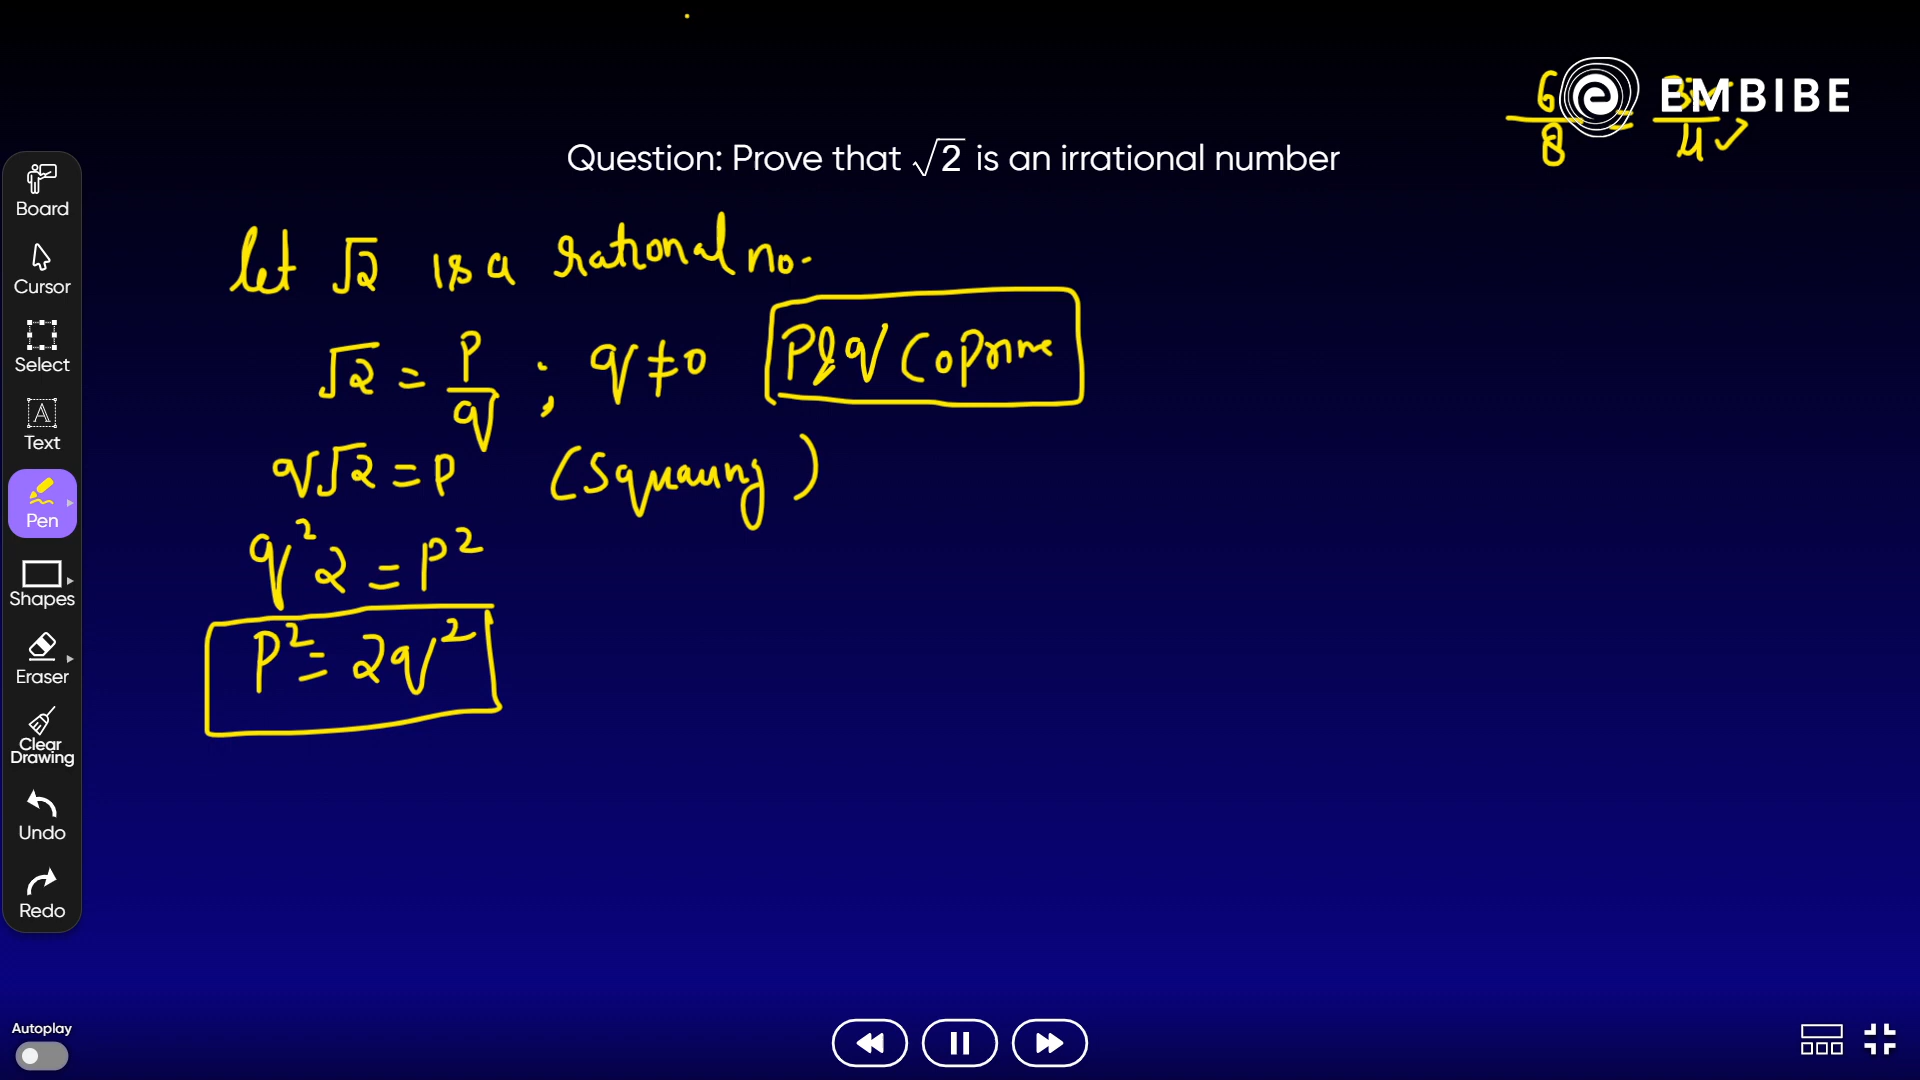 6/8 = 3/4 ✓
EMBIBE
Question: Prove that √2 is an irrational number
let √2 is a rational no.
√2 = p/q ; q ≠ 0 P & q Coprime
q√2 = p (Squaring)
q²2 = p²
P² = 2q²
Board
Cursor
Select
A
Text
Pen
Shapes
Eraser
Clear
Drawing
Undo
Redo
Autoplay